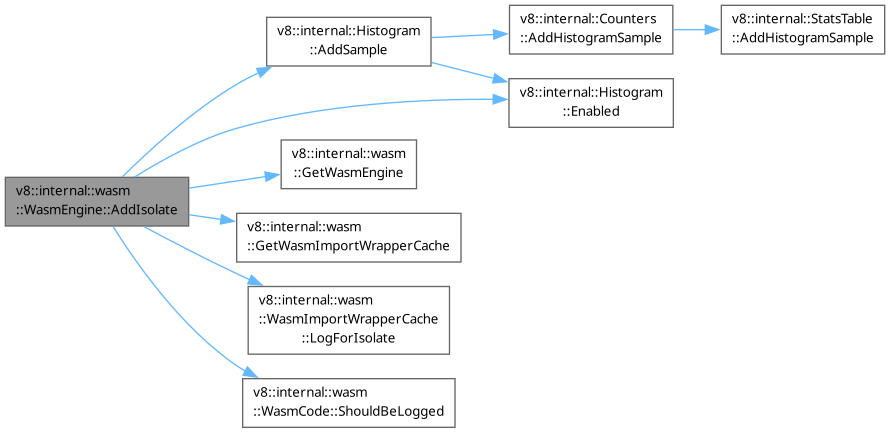 v8::internal::wasm
::WasmEngine::AddIsolate
v8::internal::Histogram
::AddSample
v8::internal::Counters
::AddHistogramSample
v8::internal::StatsTable
::AddHistogramSample
v8::internal::Histogram
::Enabled
v8::internal::wasm
::GetWasmEngine
v8::internal::wasm
::GetWasmImportWrapperCache
v8::internal::wasm
::WasmImportWrapperCache
::LogForIsolate
v8::internal::wasm
::WasmCode::ShouldBeLogged